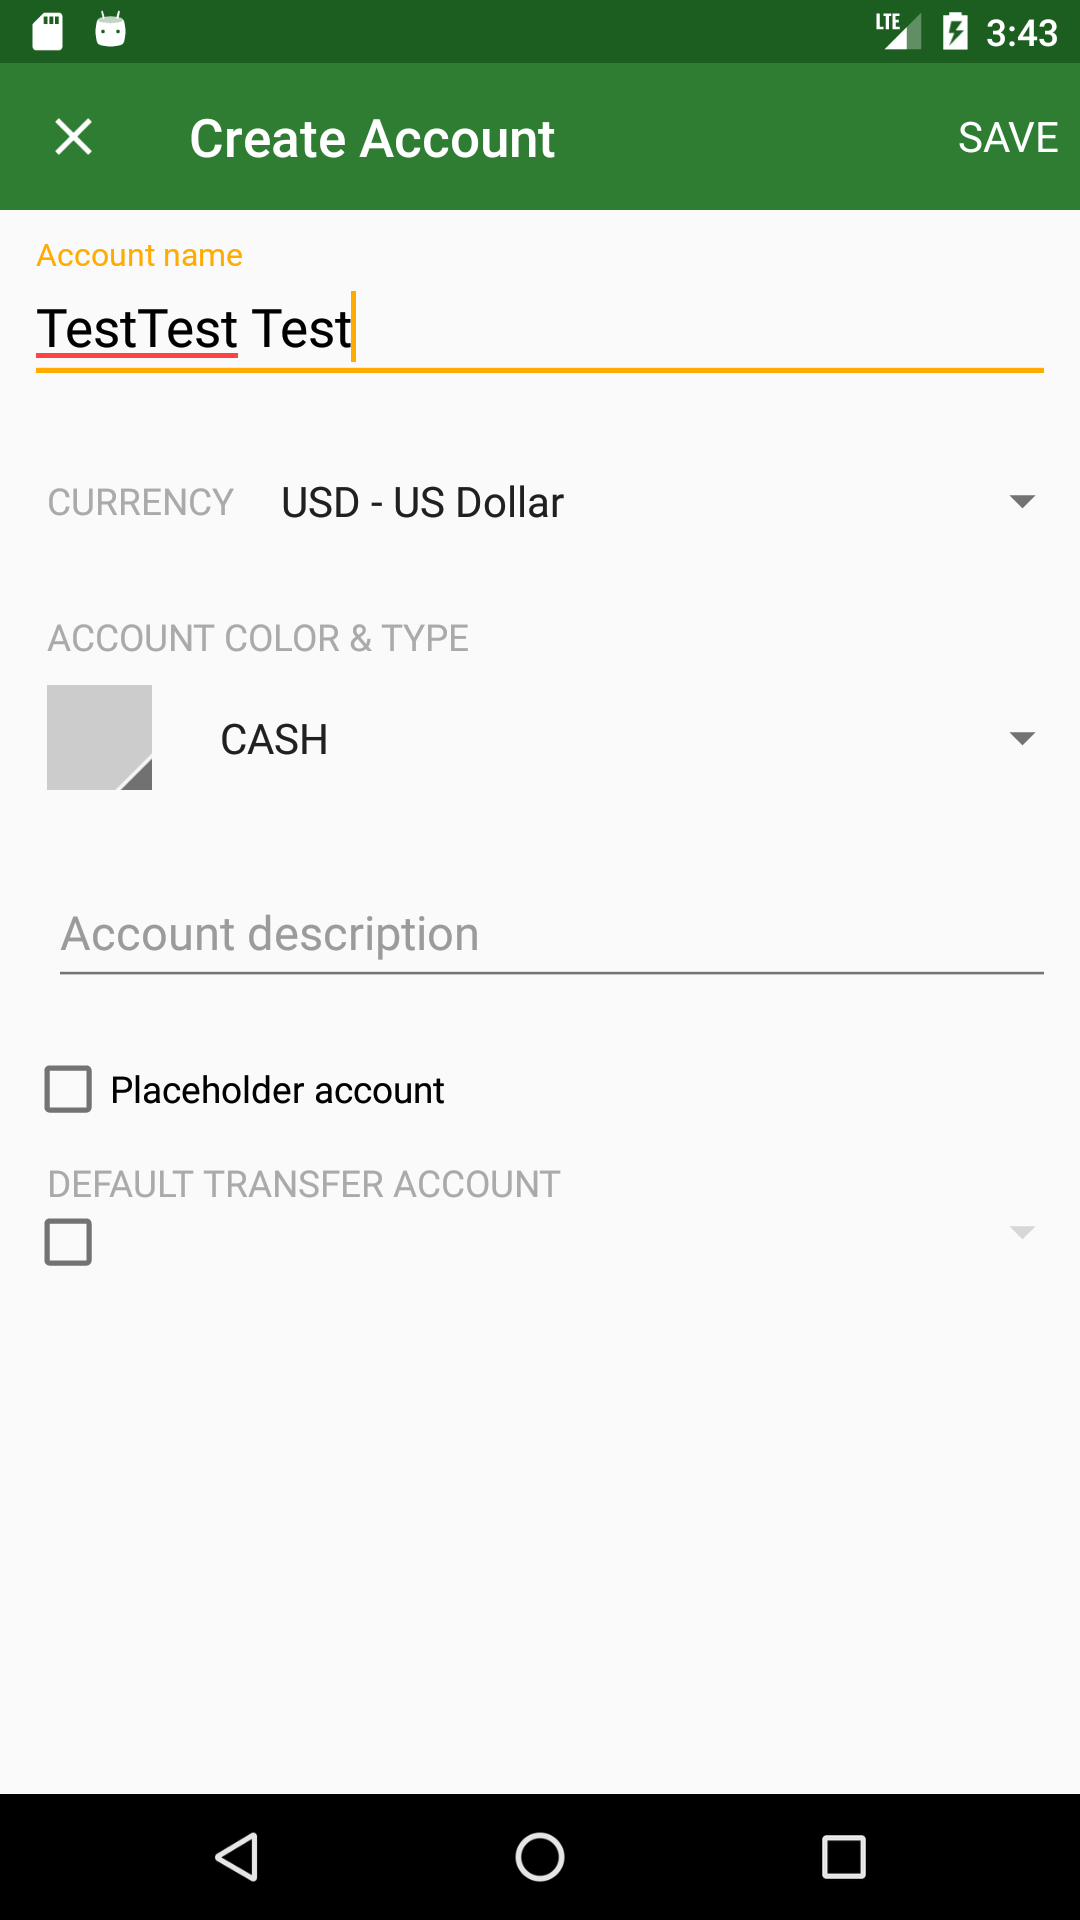 LTE 3:43
Create Account SAVE
Account name
TestTest Test
CURRENCY USD - US Dollar
ACCOUNT COLOR & TYPE
CASH
Account description
Placeholder account
DEFAULT TRANSFER ACCOUNT